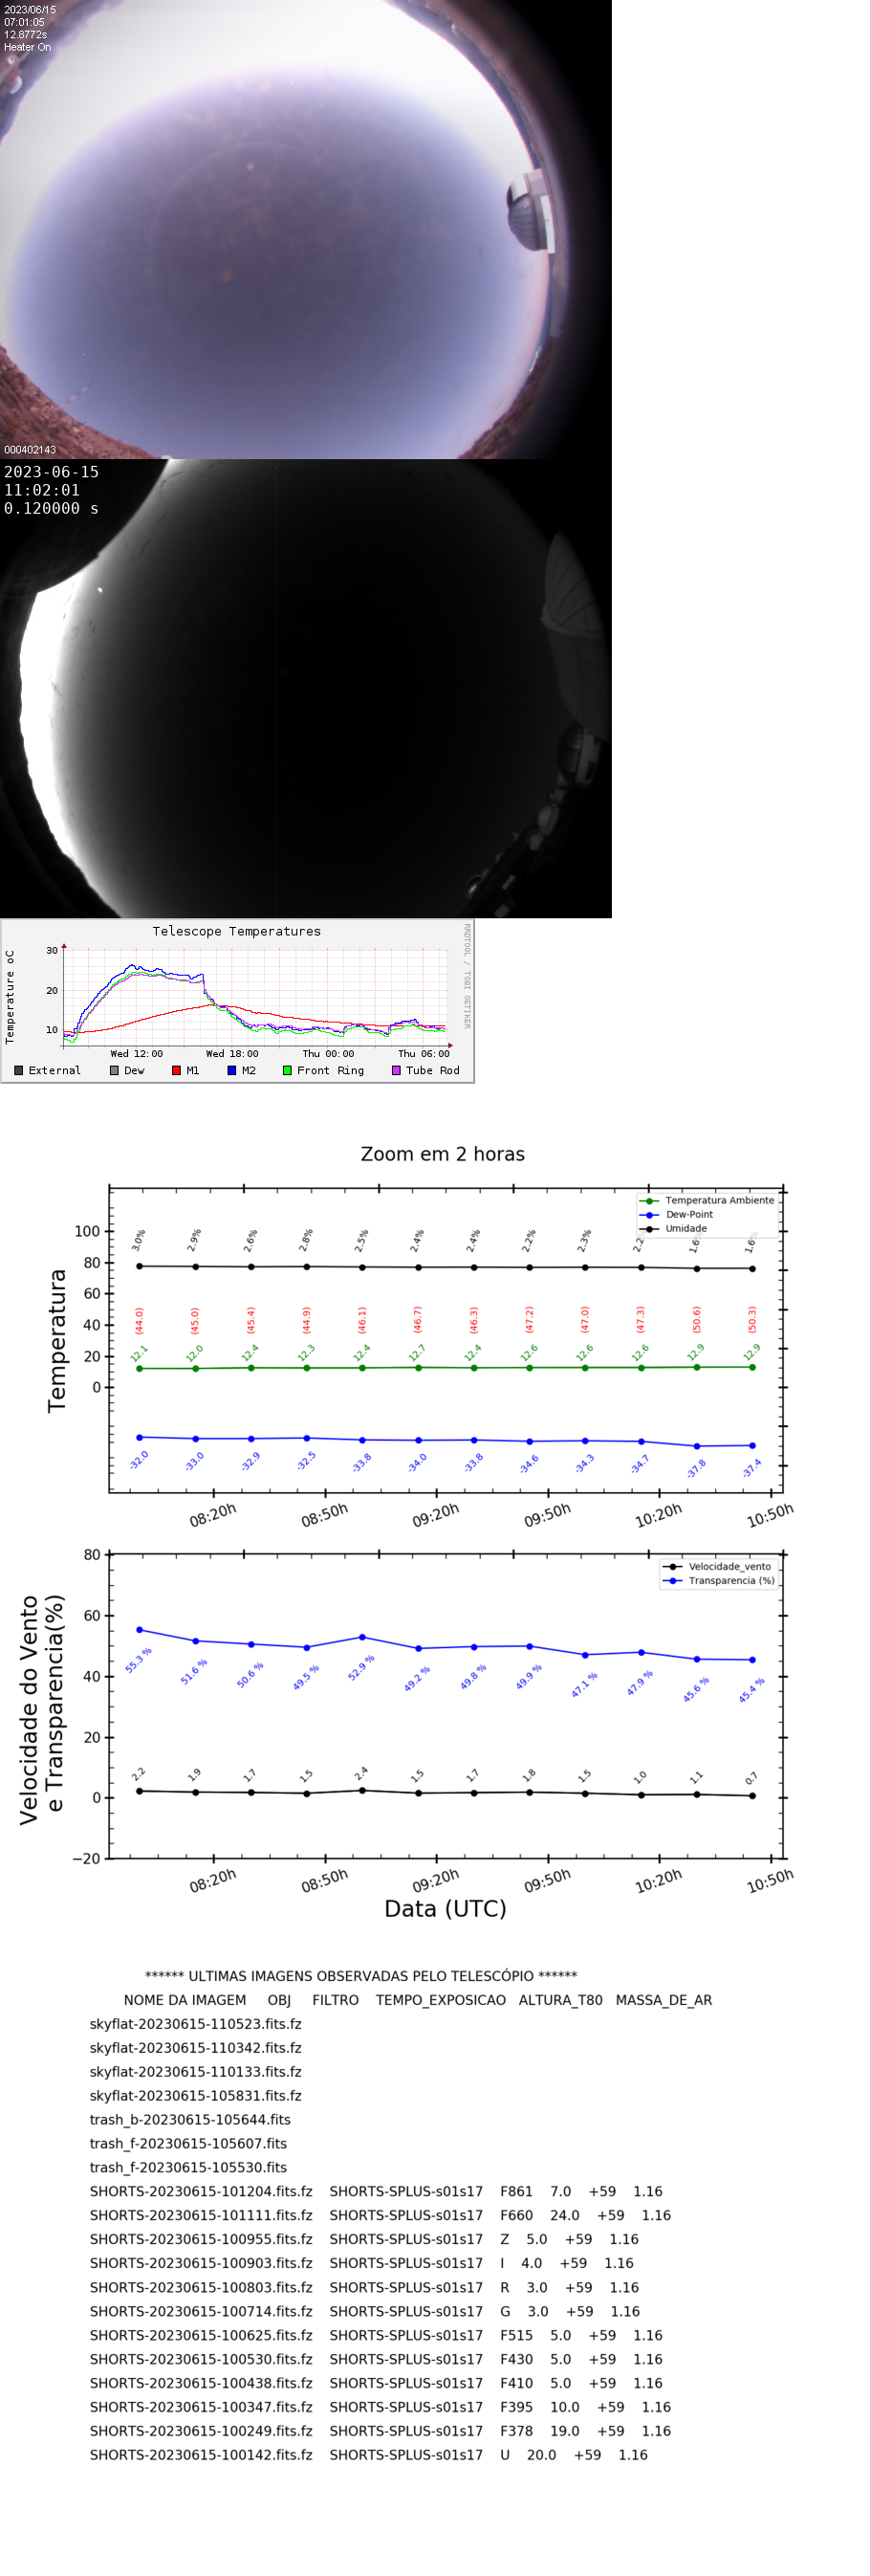 2023/06/15
07:01:05
12.8772s
Heater On
000402143
2023-06-15
11:02:01
0.120000 s
Telescope Temperatures
RRDTOOL / TOBI OETIKER
Temperature oC
30
20
10
Wed 12:00 Wed 18:00 Thu 00:00 Thu 06:00
External Dew M1 M2 Front Ring Tube Rod
Zoom em 2 horas
Temperatura
Temperatura Ambiente
Dew-Point
Umidade
100
80
60
40
20
0
3.0% 2.9% 2.6% 2.8% 2.5% 2.4% 2.4% 2.2% 2.3% 2.2 1.6% 1.6%
(44.0) (45.0) (45.4) (44.9) (46.1) (46.7) (46.3) (47.2) (47.0) (47.3) (50.6) (50.3)
12.1 12.0 12.4 12.3 12.4 12.7 12.4 12.6 12.6 12.6 12.9 12.9
-32.0 -33.0 -32.9 -32.5 -33.8 -34.0 -33.8 -34.6 -34.3 -34.7 -37.8 -37.4
08:20h 08:50h 09:20h 09:50h 10:20h 10:50h
Velocidade do Vento
e Transparencia(%)
Velocidade_vento
Transparencia (%)
80
60
40
20
0
−20
55.3 % 51.6 % 50.6 % 49.5 % 52.9 % 49.2 % 49.8 % 49.9 % 47.1 % 47.9 % 45.6 % 45.4 %
2.2 1.9 1.7 1.5 2.4 1.5 1.7 1.8 1.5 1.0 1.1 0.7
08:20h 08:50h 09:20h 09:50h 10:20h 10:50h
Data (UTC)
****** ULTIMAS IMAGENS OBSERVADAS PELO TELESCÓPIO ******
NOME DA IMAGEM OBJ FILTRO TEMPO_EXPOSICAO ALTURA_T80 MASSA_DE_AR
skyflat-20230615-110523.fits.fz
skyflat-20230615-110342.fits.fz
skyflat-20230615-110133.fits.fz
skyflat-20230615-105831.fits.fz
trash_b-20230615-105644.fits
trash_f-20230615-105607.fits
trash_f-20230615-105530.fits
SHORTS-20230615-101204.fits.fz SHORTS-SPLUS-s01s17 F861 7.0 +59 1.16
SHORTS-20230615-101111.fits.fz SHORTS-SPLUS-s01s17 F660 24.0 +59 1.16
SHORTS-20230615-100955.fits.fz SHORTS-SPLUS-s01s17 Z 5.0 +59 1.16
SHORTS-20230615-100903.fits.fz SHORTS-SPLUS-s01s17 I 4.0 +59 1.16
SHORTS-20230615-100803.fits.fz SHORTS-SPLUS-s01s17 R 3.0 +59 1.16
SHORTS-20230615-100714.fits.fz SHORTS-SPLUS-s01s17 G 3.0 +59 1.16
SHORTS-20230615-100625.fits.fz SHORTS-SPLUS-s01s17 F515 5.0 +59 1.16
SHORTS-20230615-100530.fits.fz SHORTS-SPLUS-s01s17 F430 5.0 +59 1.16
SHORTS-20230615-100438.fits.fz SHORTS-SPLUS-s01s17 F410 5.0 +59 1.16
SHORTS-20230615-100347.fits.fz SHORTS-SPLUS-s01s17 F395 10.0 +59 1.16
SHORTS-20230615-100249.fits.fz SHORTS-SPLUS-s01s17 F378 19.0 +59 1.16
SHORTS-20230615-100142.fits.fz SHORTS-SPLUS-s01s17 U 20.0 +59 1.16